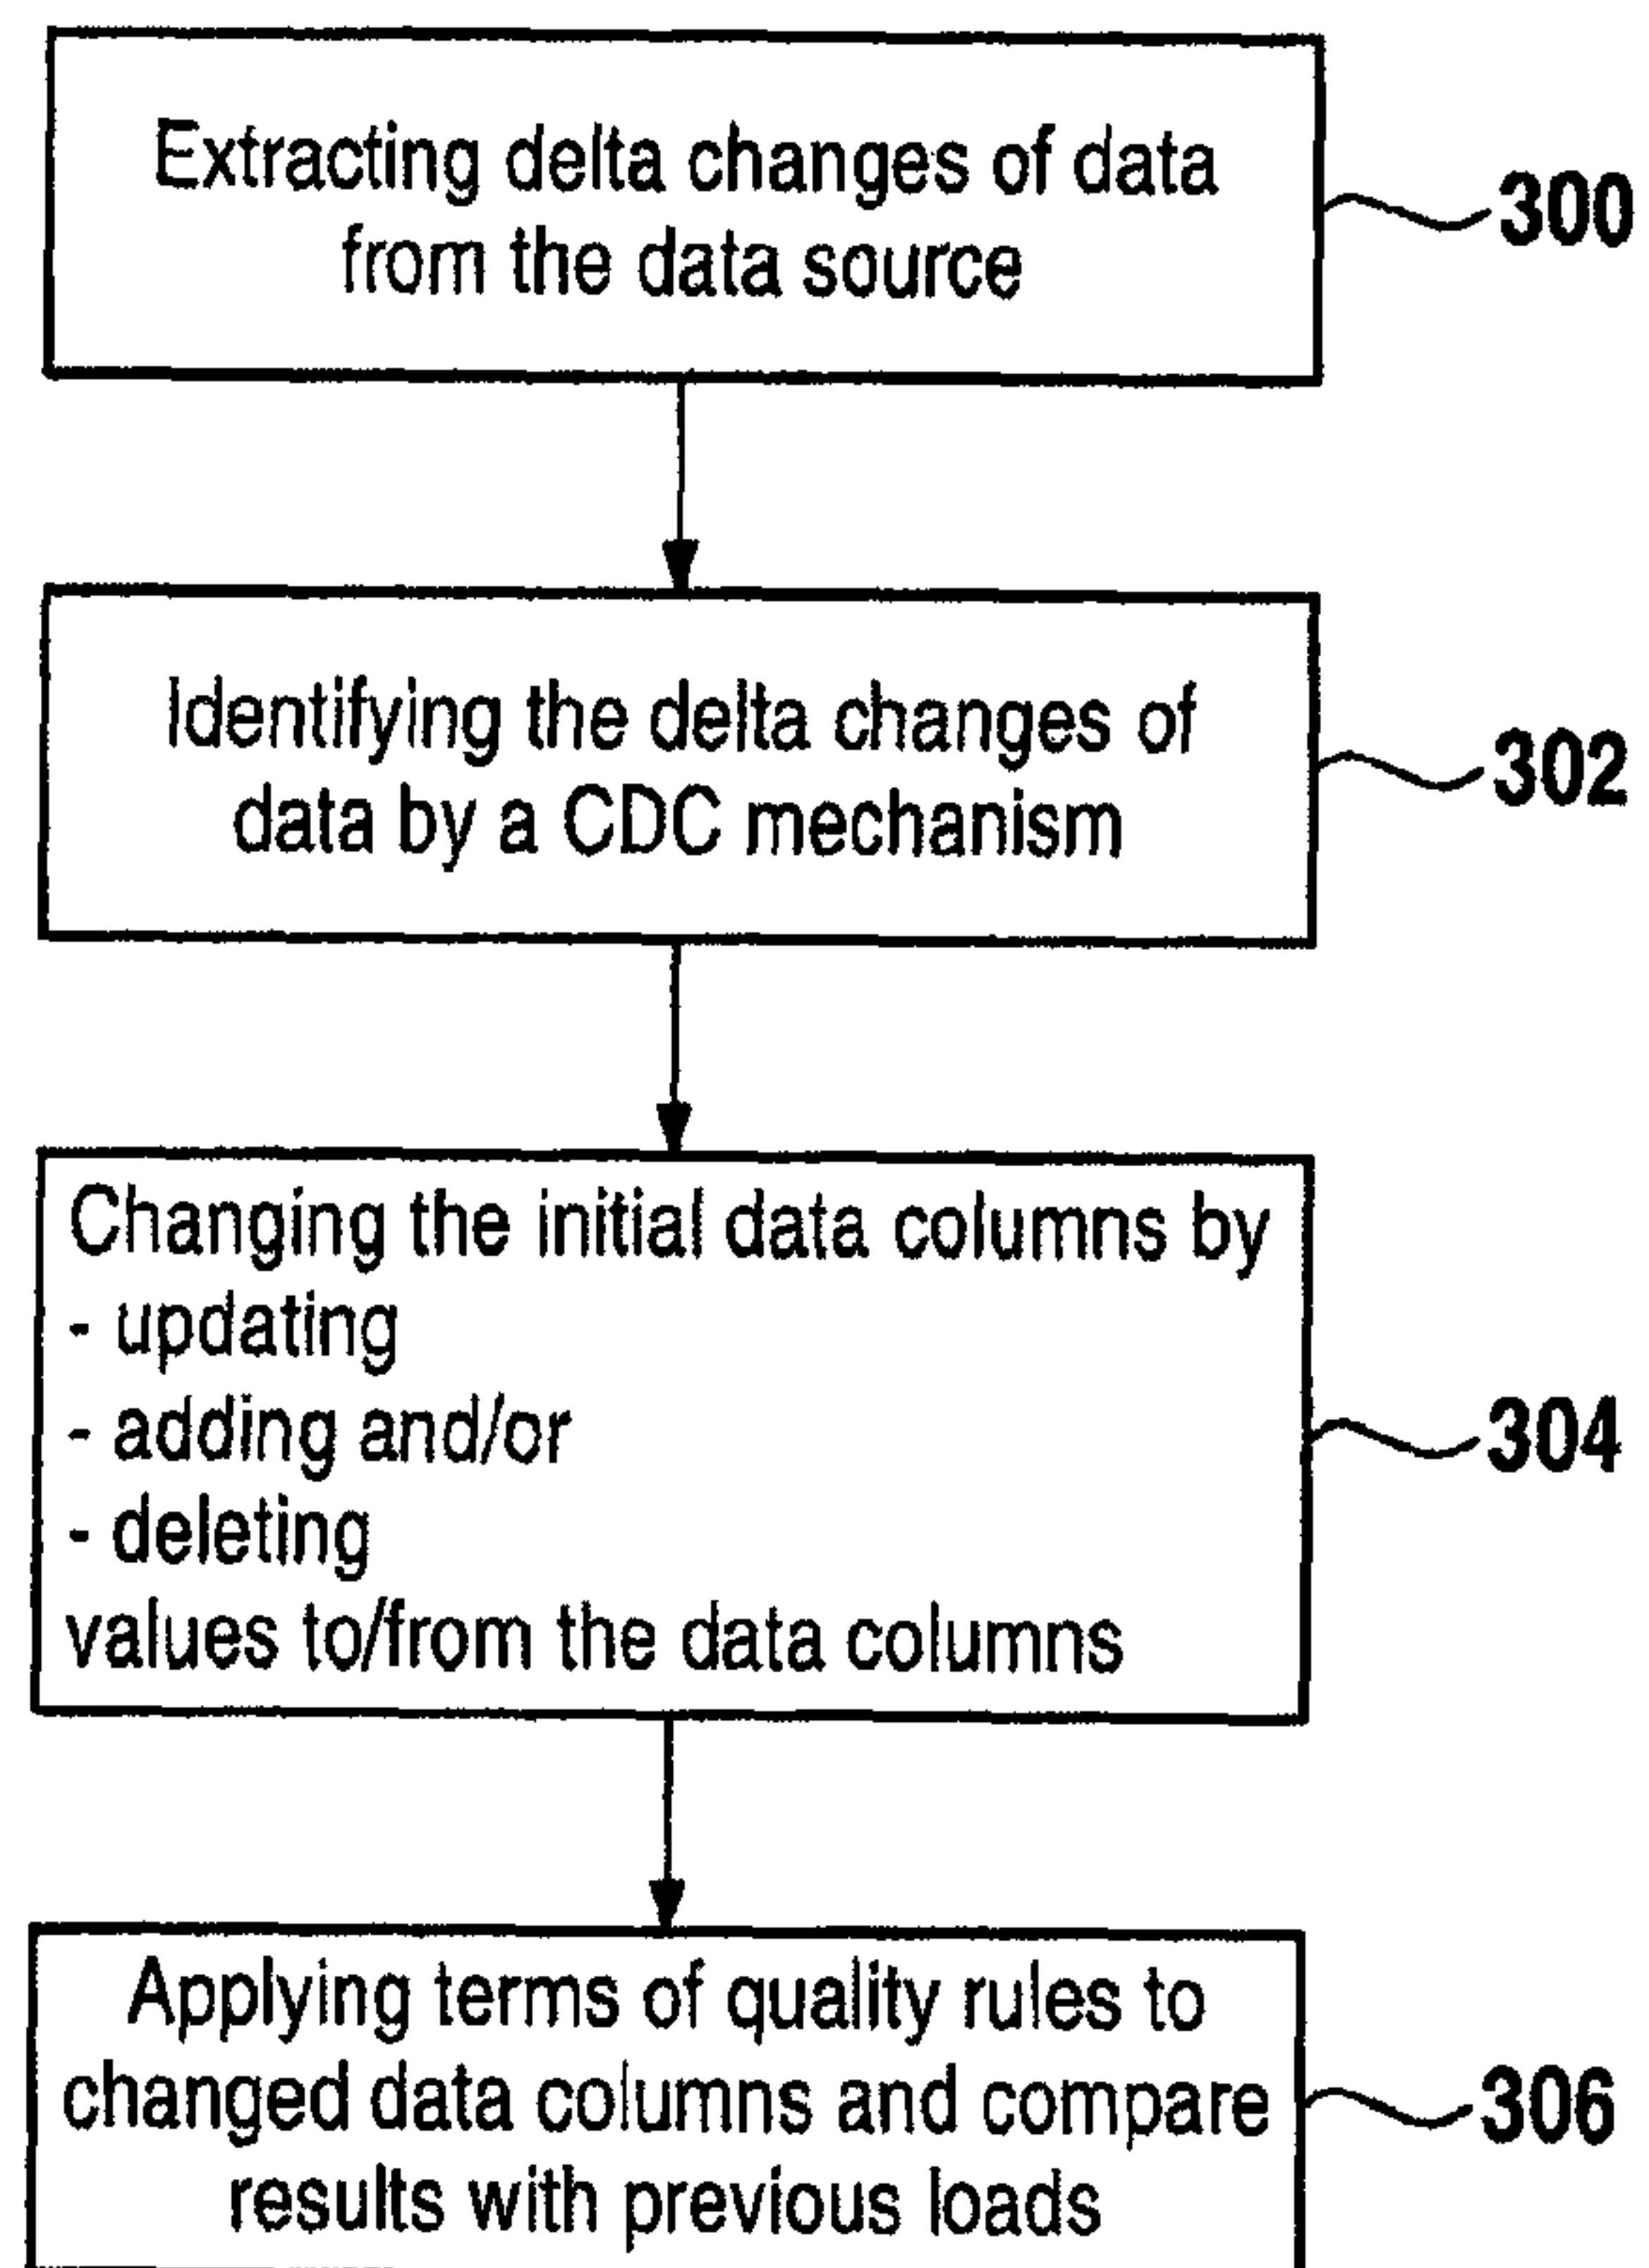 Extracting delta changes of data
from the data source
300
Identifying the delta changes of
data by a CDC mechanism
302
Changing the initial data columns by
- updating
- adding and/or
- deleting
values to/from the data columns
304
Applying terms of quality rules to
changed data columns and compare
results with previous loads
306